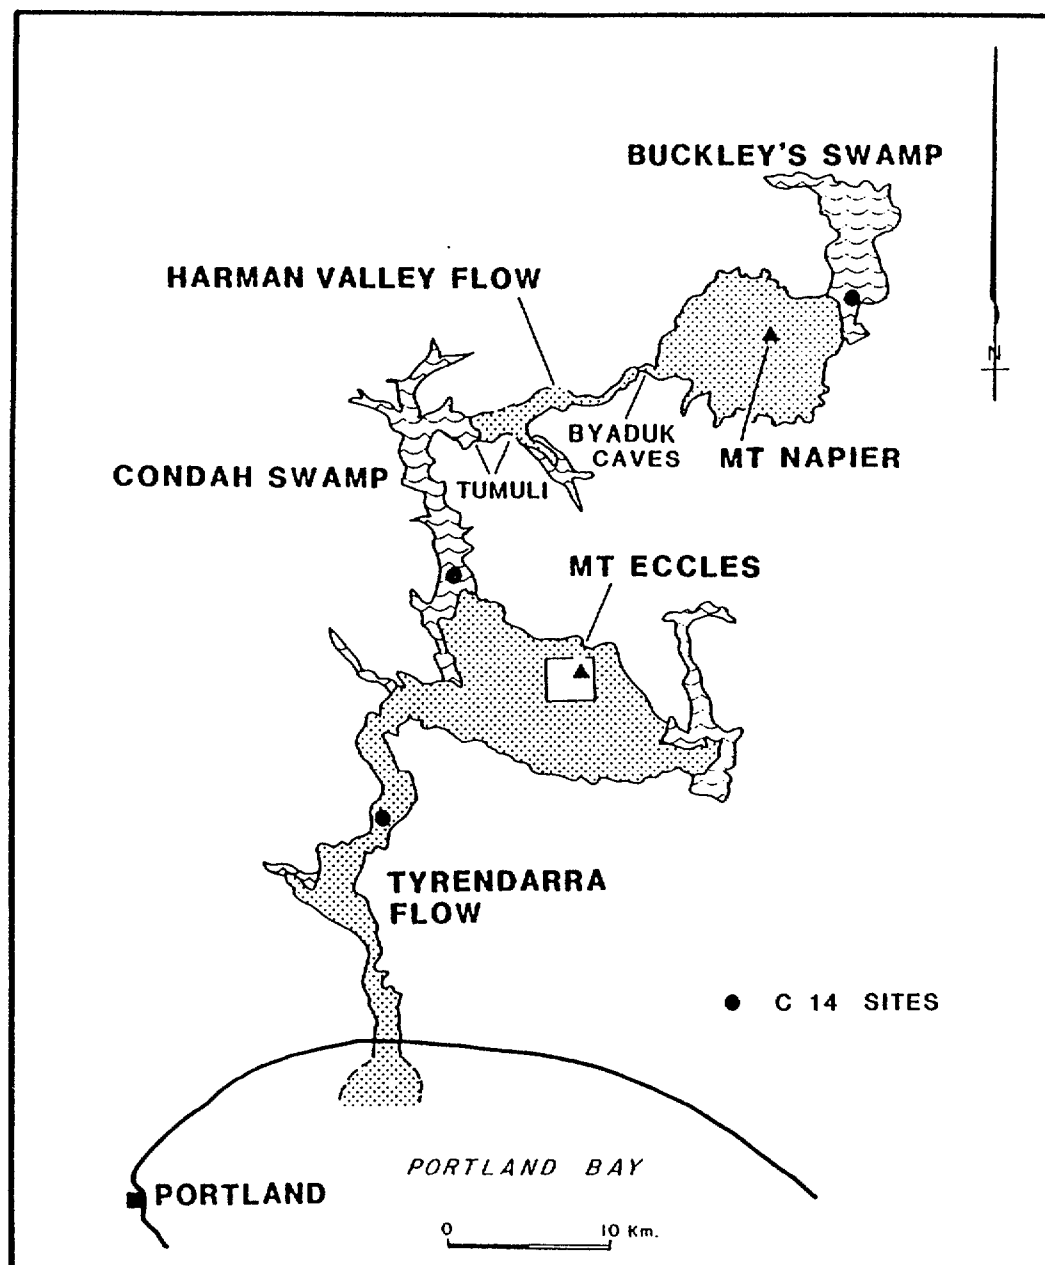 BUCKLEY'S SWAMP
HARMAN VALLEY FLOW
N
BYADUK
CAVES
MT NAPIER
CONDAH SWAMP
TUMULI
MT ECCLES
TYRENDARRA
FLOW
C 14 SITES
PORTLAND BAY
PORTLAND
0 10 Km.